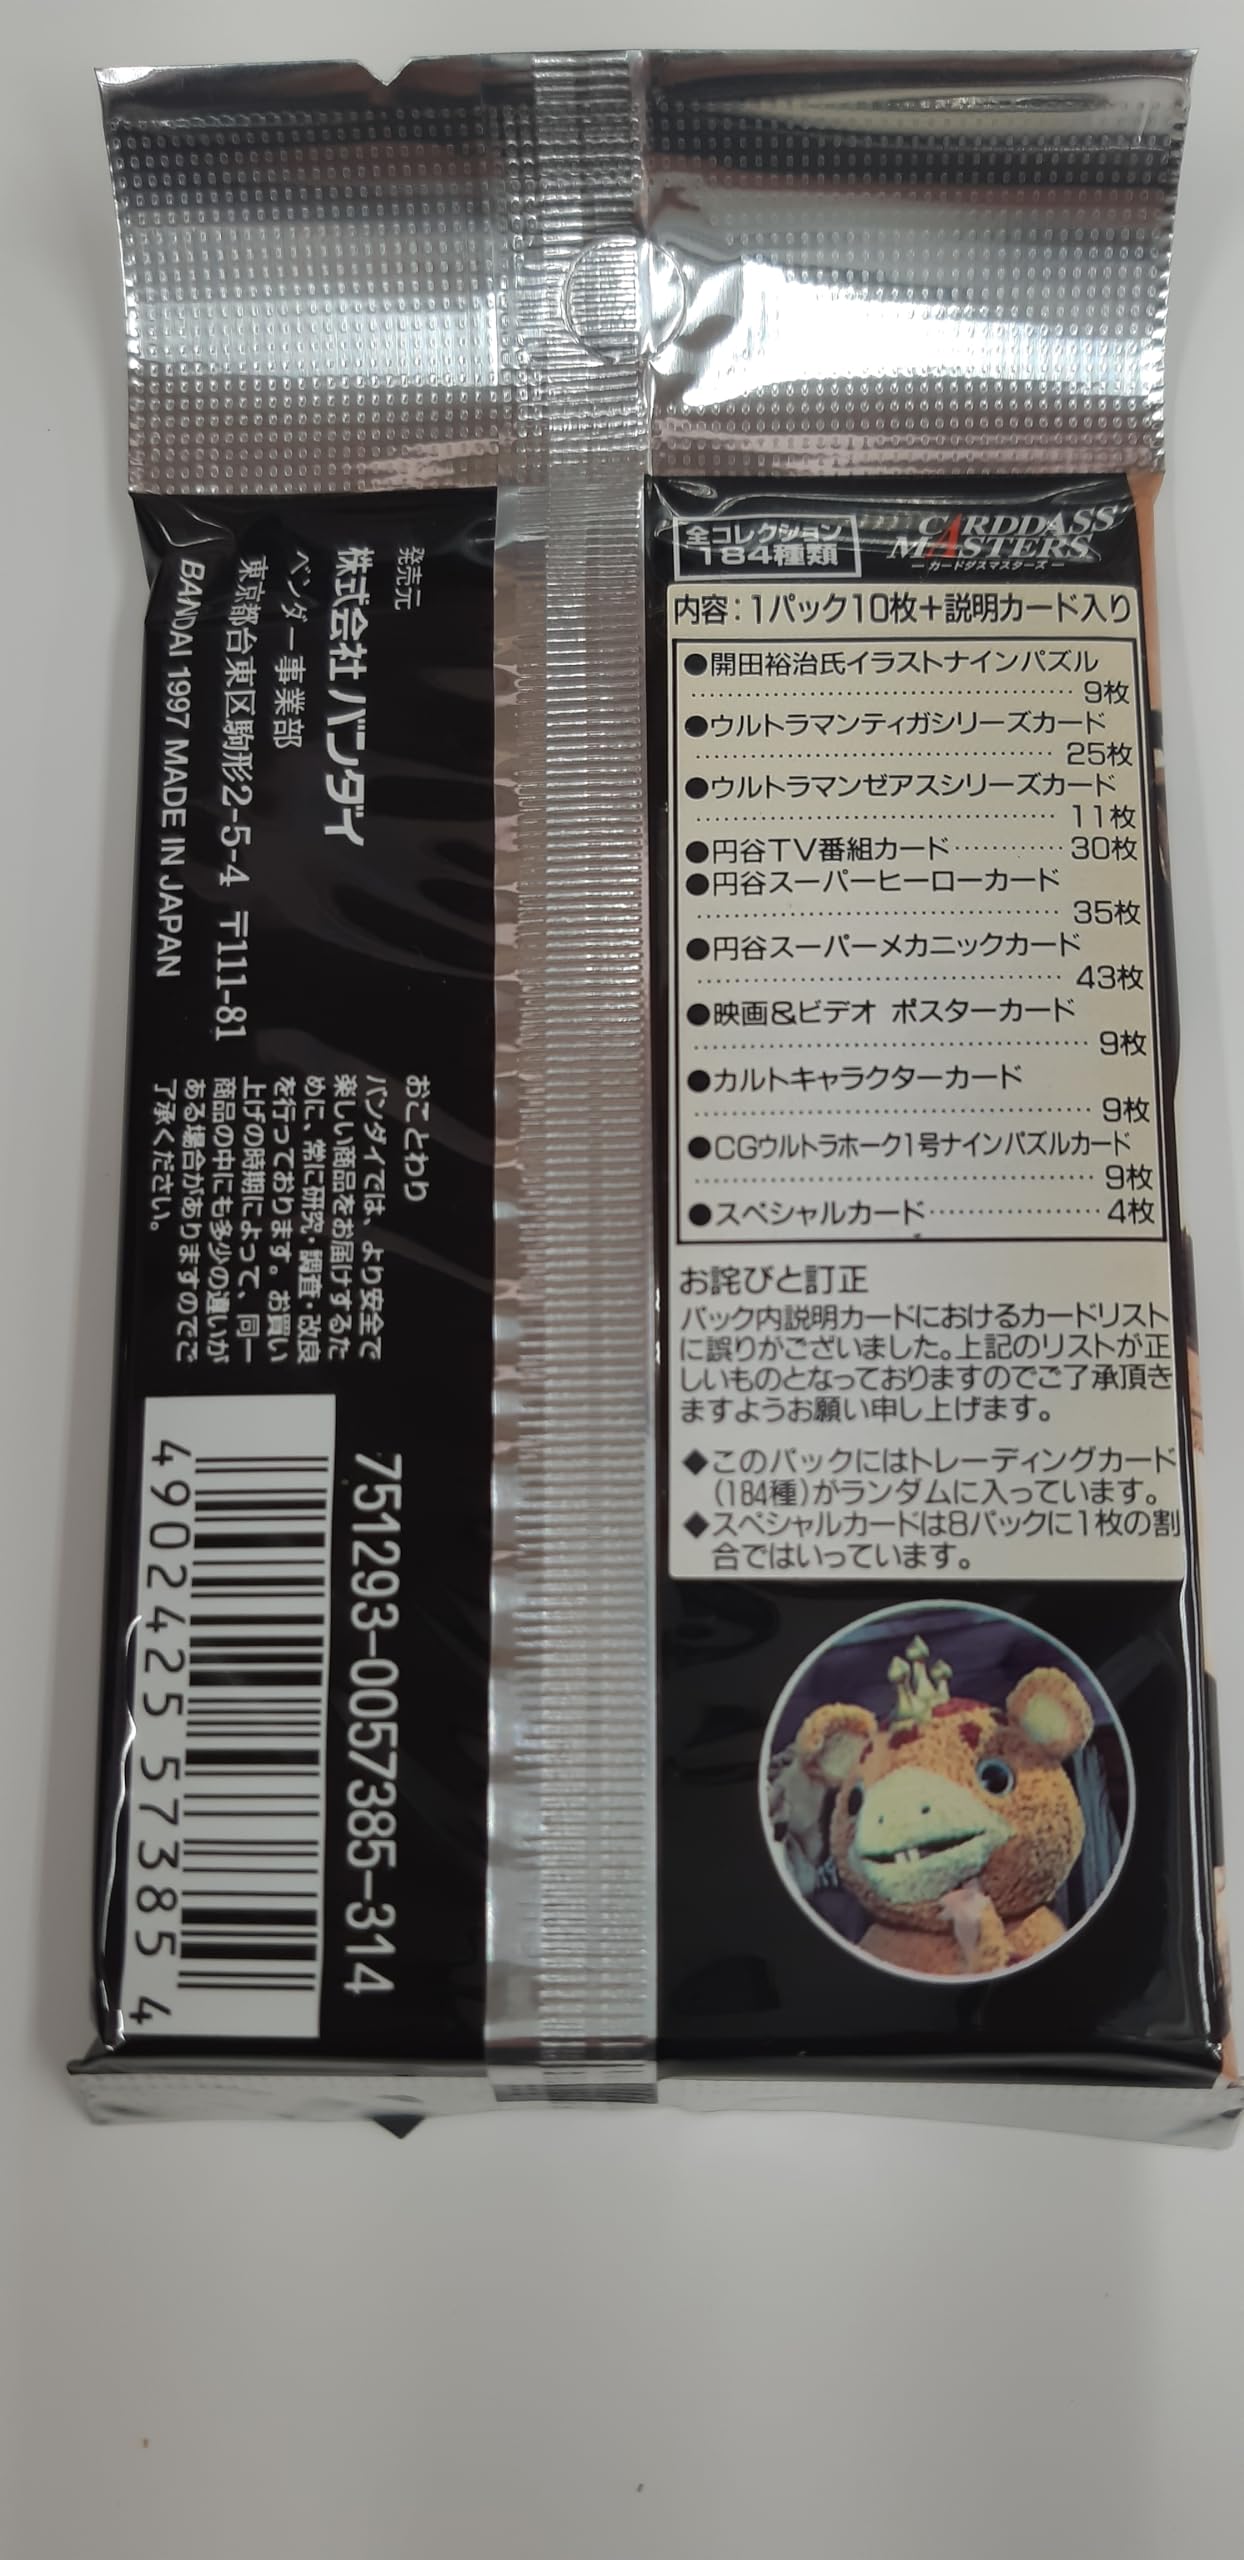 全コレクション
184種類
CARDDASS
MASTERS
ーカードダスマスターズー
内容:1パック10枚+説明カード入り
●開田裕治氏イラストナインパズル
‥‥‥‥‥‥‥‥‥‥‥‥‥‥‥‥‥ 9枚
●ウルトラマンティガシリーズカード
‥‥‥‥‥‥‥‥‥‥‥‥‥‥‥‥ 25枚
●ウルトラマンゼアスシリーズカード
‥‥‥‥‥‥‥‥‥‥‥‥‥‥‥‥ 11枚
●円谷TV番組カード‥‥‥‥‥ 30枚
●円谷スーパーヒーローカード
‥‥‥‥‥‥‥‥‥‥‥‥‥‥‥‥ 35枚
●円谷スーパーメカニックカード
‥‥‥‥‥‥‥‥‥‥‥‥‥‥‥‥ 43枚
●映画&ビデオ ポスターカード
‥‥‥‥‥‥‥‥‥‥‥‥‥‥‥‥‥ 9枚
●カルトキャラクターカード
‥‥‥‥‥‥‥‥‥‥‥‥‥‥‥‥‥ 9枚
●CGウルトラホーク1号ナインパズルカード
‥‥‥‥‥‥‥‥‥‥‥‥‥‥‥‥‥ 9枚
●スペシャルカード‥‥‥‥‥‥‥‥ 4枚
お詫びと訂正
パック内説明カードにおけるカードリスト
に誤りがございました。上記のリストが正
しいものとなっておりますのでご了承頂き
ますようお願い申し上げます。
◆このパックにはトレーディングカード
(184種)がランダムに入っています。
◆スペシャルカードは8パックに1枚の割
合ではいっています。
発売元
株式会社 バンダイ
ベンダー事業部
東京都台東区駒形2-5-4 〒111-81
BANDAI 1997 MADE IN JAPAN
おことわり
バンダイでは、より安全で
楽しい商品をお届けするた
めに、常に研究・調査・改良
を行っております。お買い
上げの時期によって、同一
商品の中にも多少の違いが
ある場合がありますのでご
了承ください。
751293-0057385-314
4902425573854